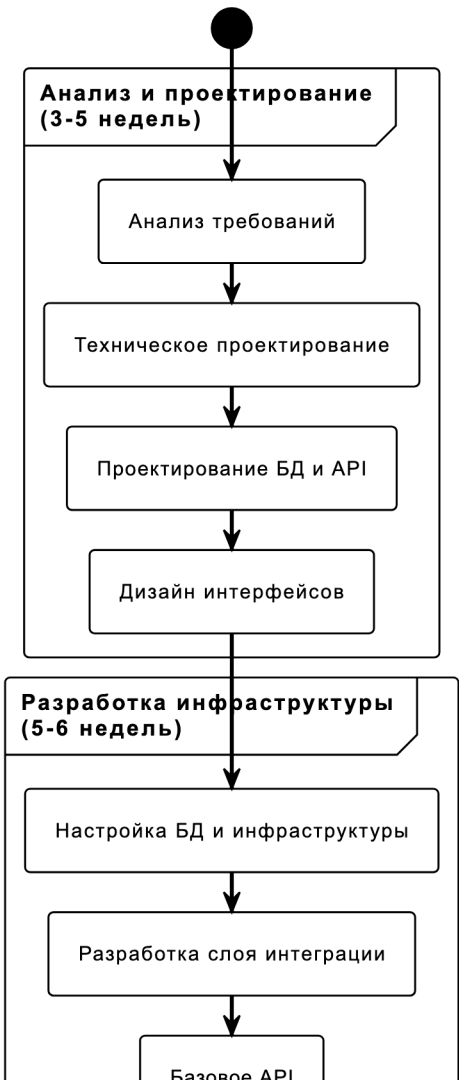 Анализ и проектирование
(3-5 недель)
Анализ требований
Техническое проектирование
Проектирование БД и API
Дизайн интерфейсов
Разработка инфраструктуры
(5-6 недель)
Настройка БД и инфраструктуры
Разработка слоя интеграции
Базовое API